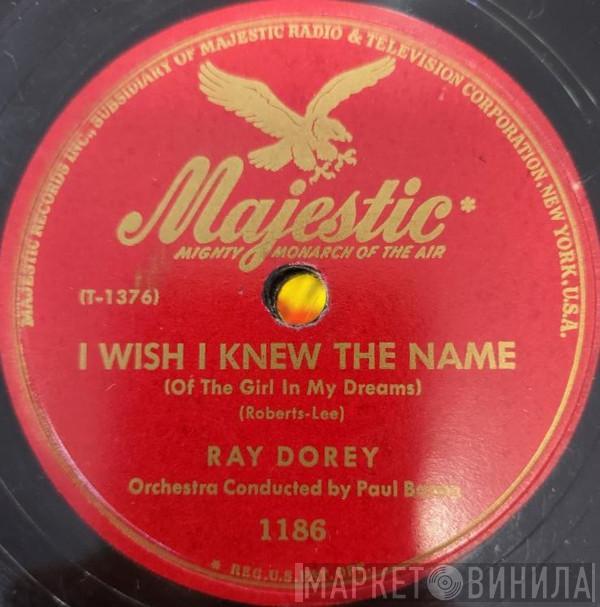 MAJESTIC RECORDS INC., SUBSIDIARY OF MAJESTIC RADIO & TELEVISION CORPORATION, NEW YORK, U.S.A.
Majestic*
MIGHTY MONARCH OF THE AIR
(T-1376)
I WISH I KNEW THE NAME
(Of The Girl In My Dreams)
(Roberts-Lee)
RAY DOREY
Orchestra Conducted by Paul
1186
* REG. U.S.
МАРКЕТ ВИНИЛА